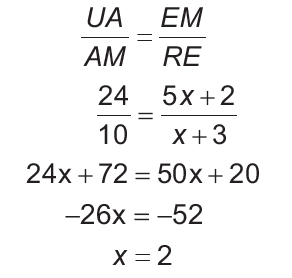 UA/AM = EM/RE
24/10 = 5x+2/x+3
24x+72 = 50x+20
−26x = −52
x = 2